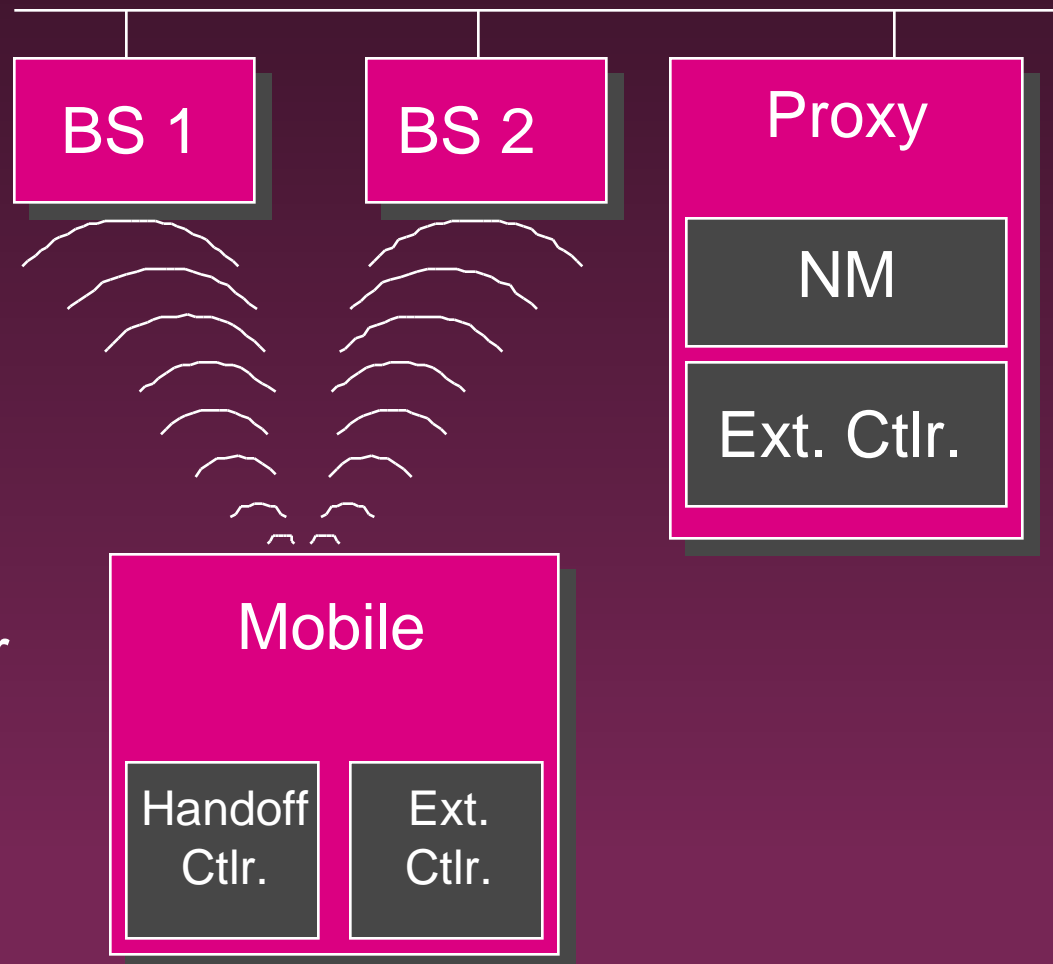 BS 1
BS 2
Proxy
NM
Ext. Ctlr.
Mobile
Handoff
Ctlr.
Ext.
Ctlr.